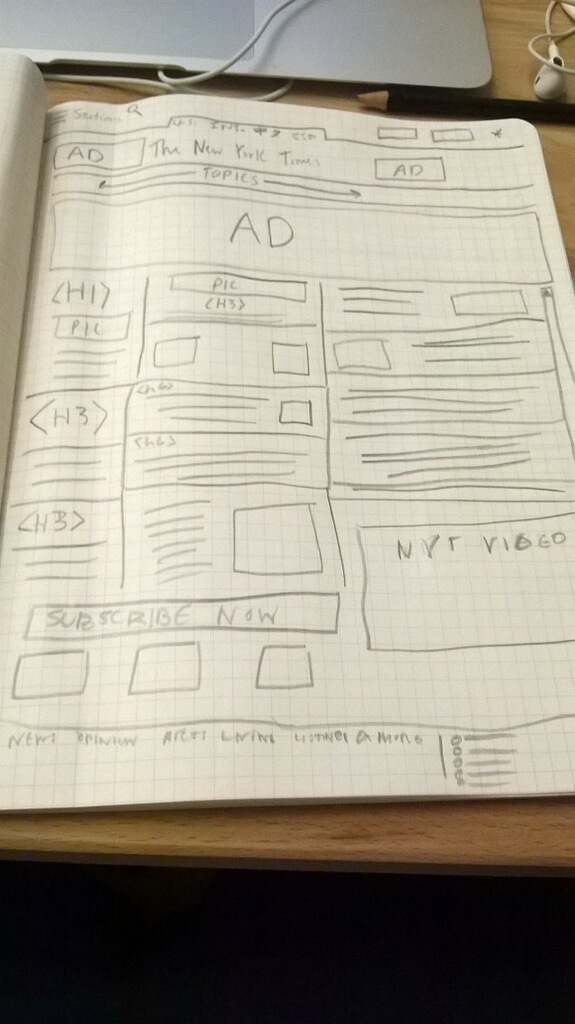 Sections
U.S. INT. 中文 ESP
AD
The New York Times
AD
TOPICS
AD
<H1>
PIC
<H3>
<H3>
PIC
<H3>
<h6>
<h6>
NYT VIDEO
SUBSCRIBE NOW
NEWS OPINION ARTS LIVING LISTINGS & MORE